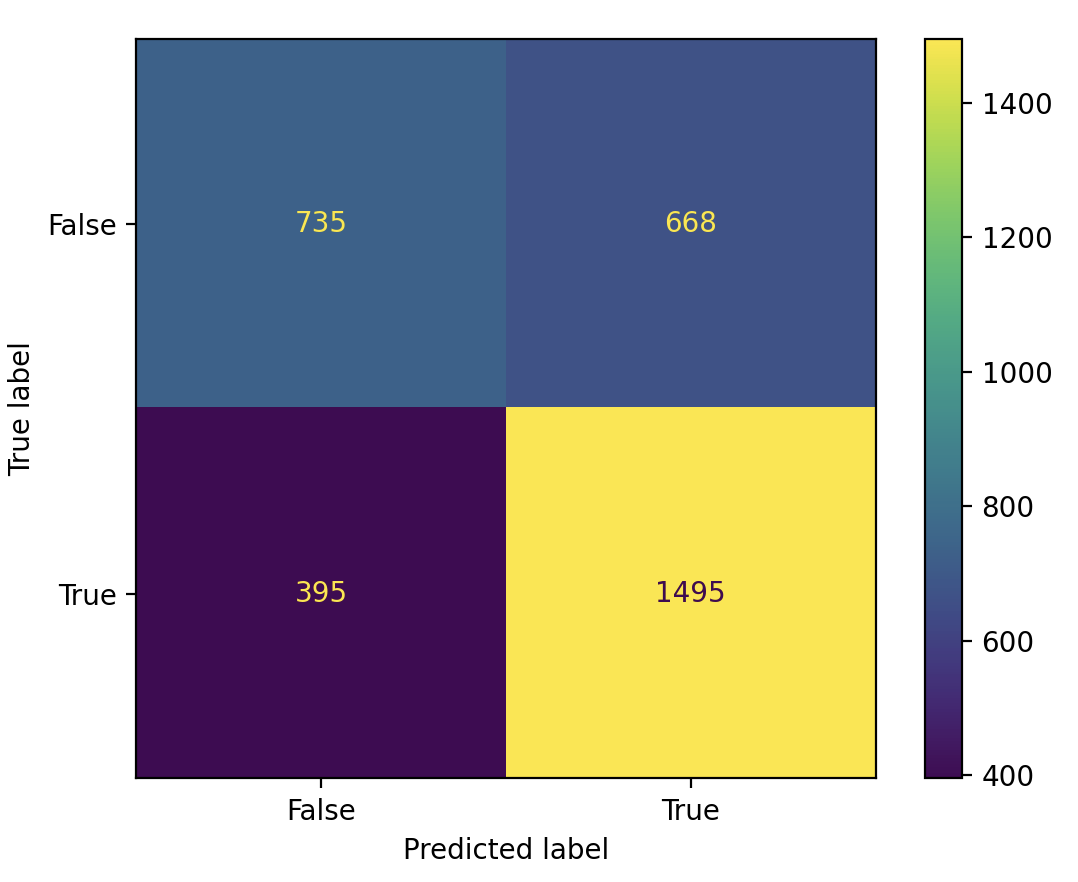 True label
False
735
668
True
395
1495
False
True
Predicted label
1400
1200
1000
800
600
400